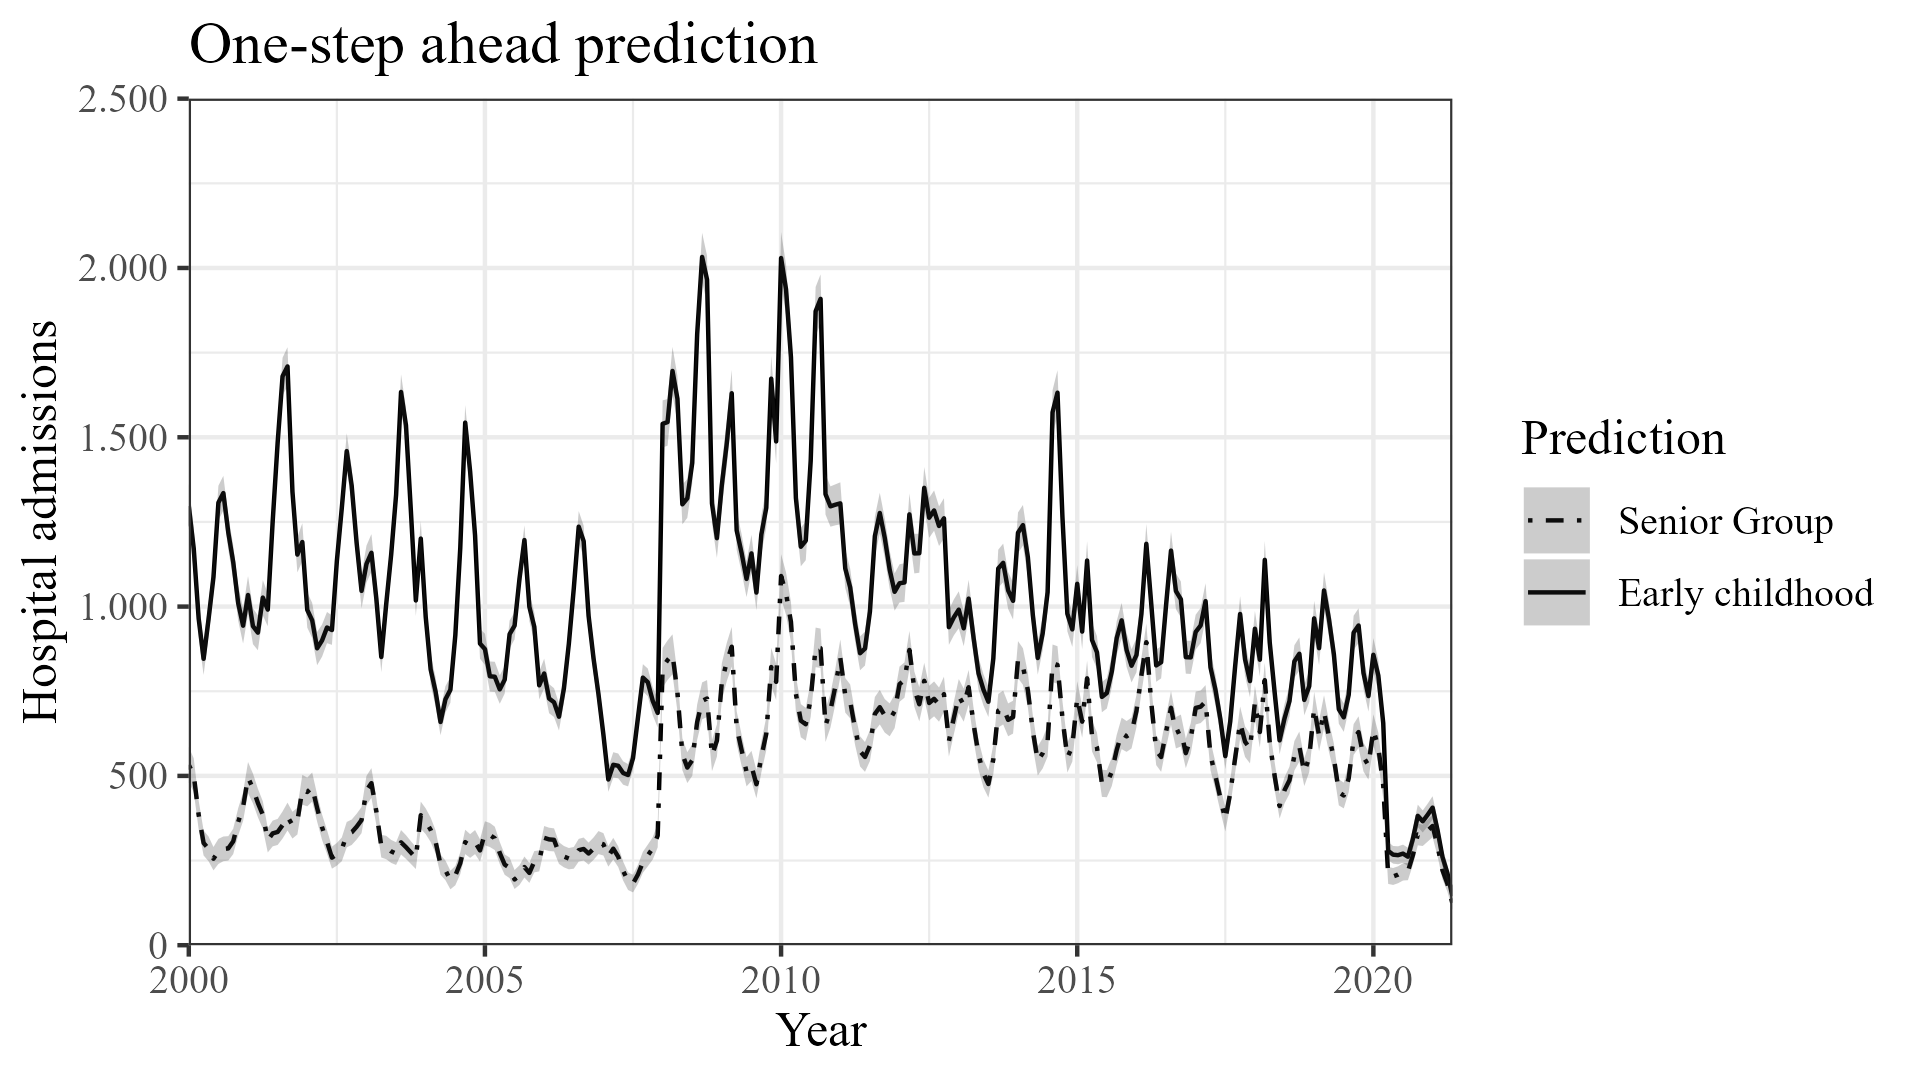 One-step ahead prediction
Hospital admissions
2.500
2.000
1.500
1.000
500
0
2000 2005 2010 2015 2020
Year
Prediction
Senior Group
Early childhood